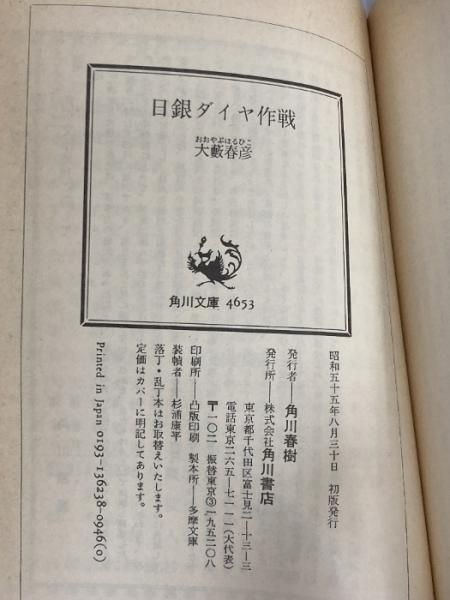 日銀ダイヤ作戦
おおやぶはるひこ
大藪春彦
角川文庫 4653
昭和五十五年八月三十日 初版発行
発行者――角川春樹
発行所――株式会社角川書店
東京都千代田区富士見二―十三―三
電話東京二六五―七一一一(大代表)
〒一〇二 振替東京③一九五二〇八
印刷所――凸版印刷 製本所――多摩文庫
装幀者――杉浦康平
落丁・乱丁本はお取替えいたします。
定価はカバーに明記してあります。
Printed in Japan 0193-136238-0946(0)